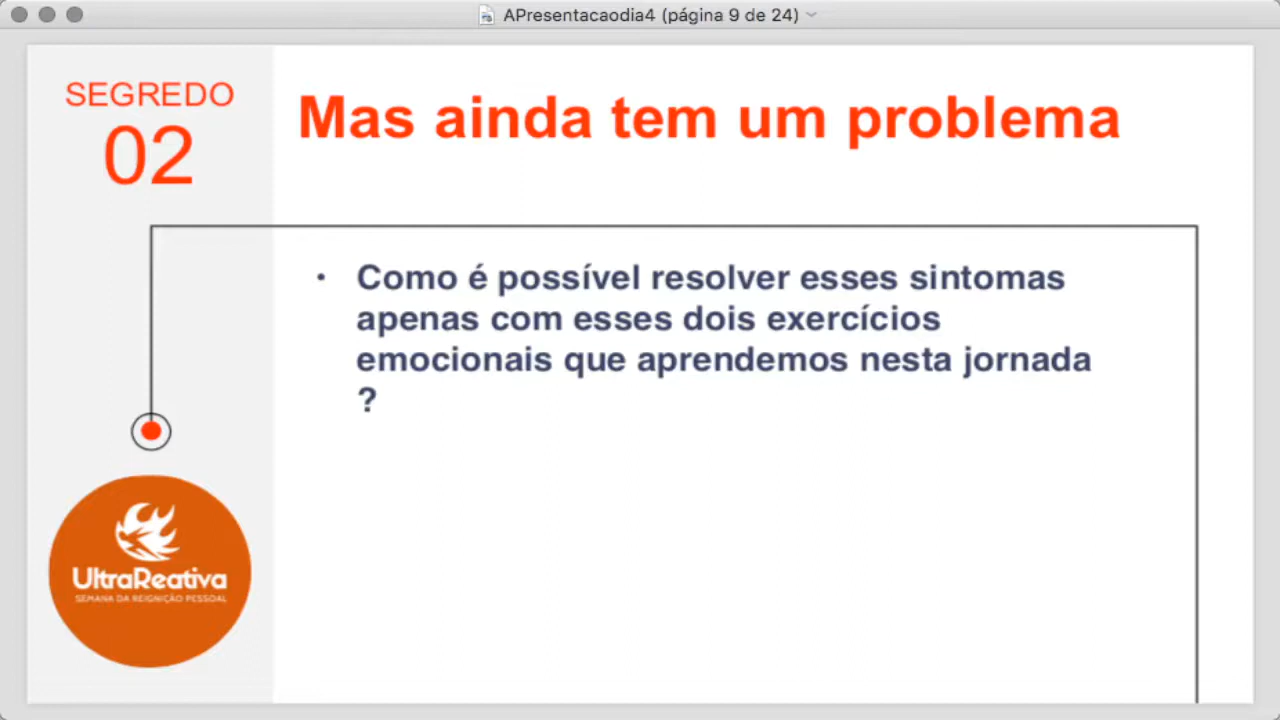 APresentacaodia4 (página 9 de 24)
SEGREDO
02
Mas ainda tem um problema
• Como é possível resolver esses sintomas
apenas com esses dois exercícios
emocionais que aprendemos nesta jornada
?
UltraReativa
SEMANA DA REIGNIÇÃO PESSOAL